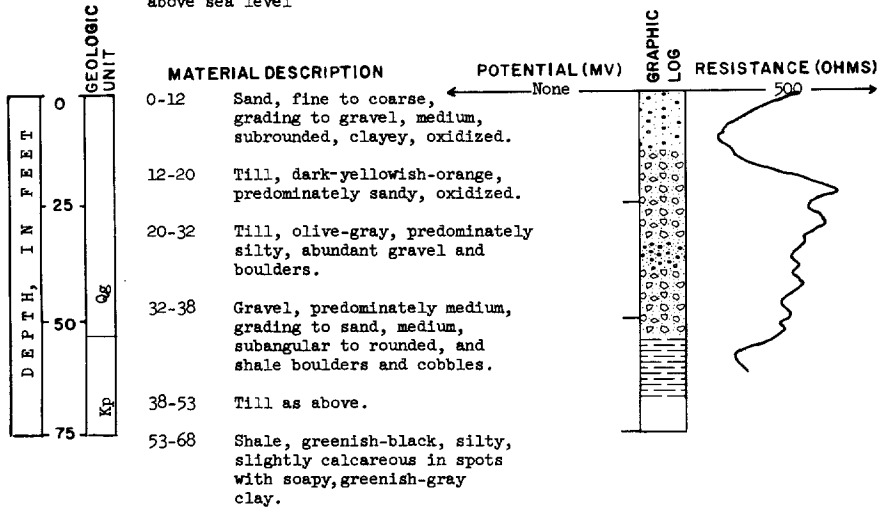 above sea level
GEOLOGIC
UNIT
MATERIAL DESCRIPTION
POTENTIAL (MV)
GRAPHIC
LOG
RESISTANCE (OHMS)
None
500
DEPTH, IN FEET
0
25
50
75
Qg
Kp
0-12 Sand, fine to coarse,
grading to gravel, medium,
subrounded, clayey, oxidized.
12-20 Till, dark-yellowish-orange,
predominately sandy, oxidized.
20-32 Till, olive-gray, predominately
silty, abundant gravel and
boulders.
32-38 Gravel, predominately medium,
grading to sand, medium,
subangular to rounded, and
shale boulders and cobbles.
38-53 Till as above.
53-68 Shale, greenish-black, silty,
slightly calcareous in spots
with soapy, greenish-gray
clay.